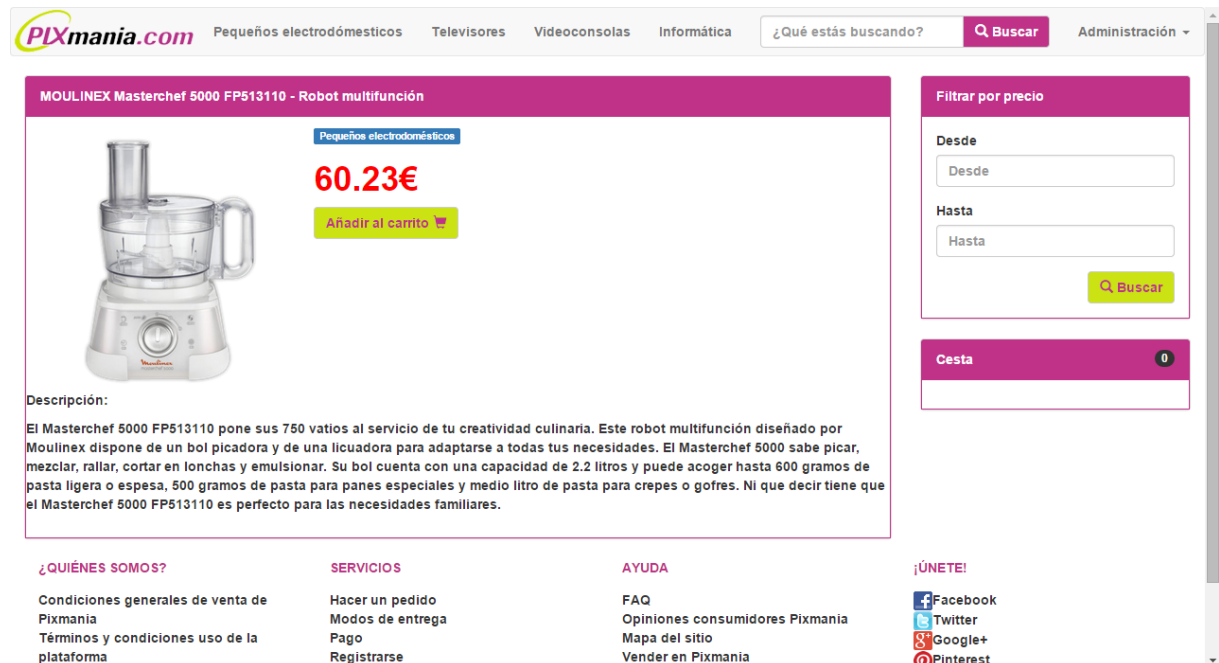 PIXmania.com
Pequeños electrodómesticos
Televisores
Videoconsolas
Informática
¿Qué estás buscando?
Buscar
Administración
MOULINEX Masterchef 5000 FP513110 - Robot multifunción
Pequeños electrodomésticos
60.23€
Añadir al carrito
Moulinex
Descripción:
El Masterchef 5000 FP513110 pone sus 750 vatios al servicio de tu creatividad culinaria. Este robot multifunción diseñado por
Moulinex dispone de un bol picadora y de una licuadora para adaptarse a todas tus necesidades. El Masterchef 5000 sabe picar,
mezclar, rallar, cortar en lonchas y emulsionar. Su bol cuenta con una capacidad de 2.2 litros y puede acoger hasta 600 gramos de
pasta ligera o espesa, 500 gramos de pasta para panes especiales y medio litro de pasta para crepes o gofres. Ni que decir tiene que
el Masterchef 5000 FP513110 es perfecto para las necesidades familiares.
Filtrar por precio
Desde
Desde
Hasta
Hasta
Buscar
Cesta
0
¿QUIÉNES SOMOS?
Condiciones generales de venta de
Pixmania
Términos y condiciones uso de la
plataforma
SERVICIOS
Hacer un pedido
Modos de entrega
Pago
Registrarse
AYUDA
FAQ
Opiniones consumidores Pixmania
Mapa del sitio
Vender en Pixmania
¡ÚNETE!
Facebook
Twitter
Google+
Pinterest